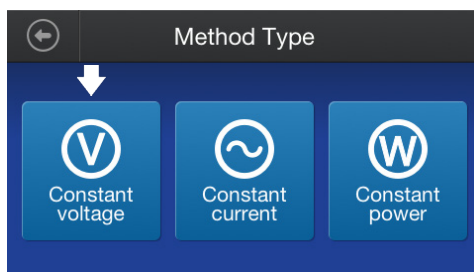 Method Type
V
W
Constant
voltage
Constant
current
Constant
power